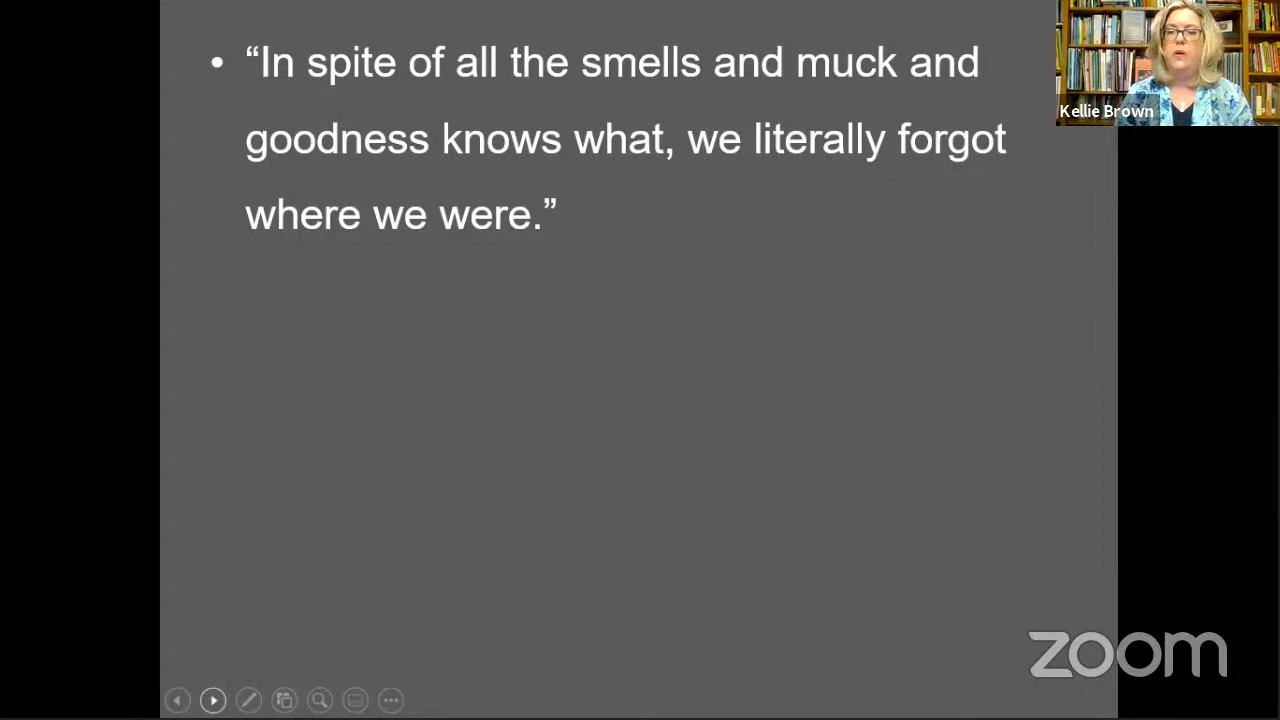 • “In spite of all the smells and muck and
goodness knows what, we literally forgot
where we were.”
Kellie Brown
zoom